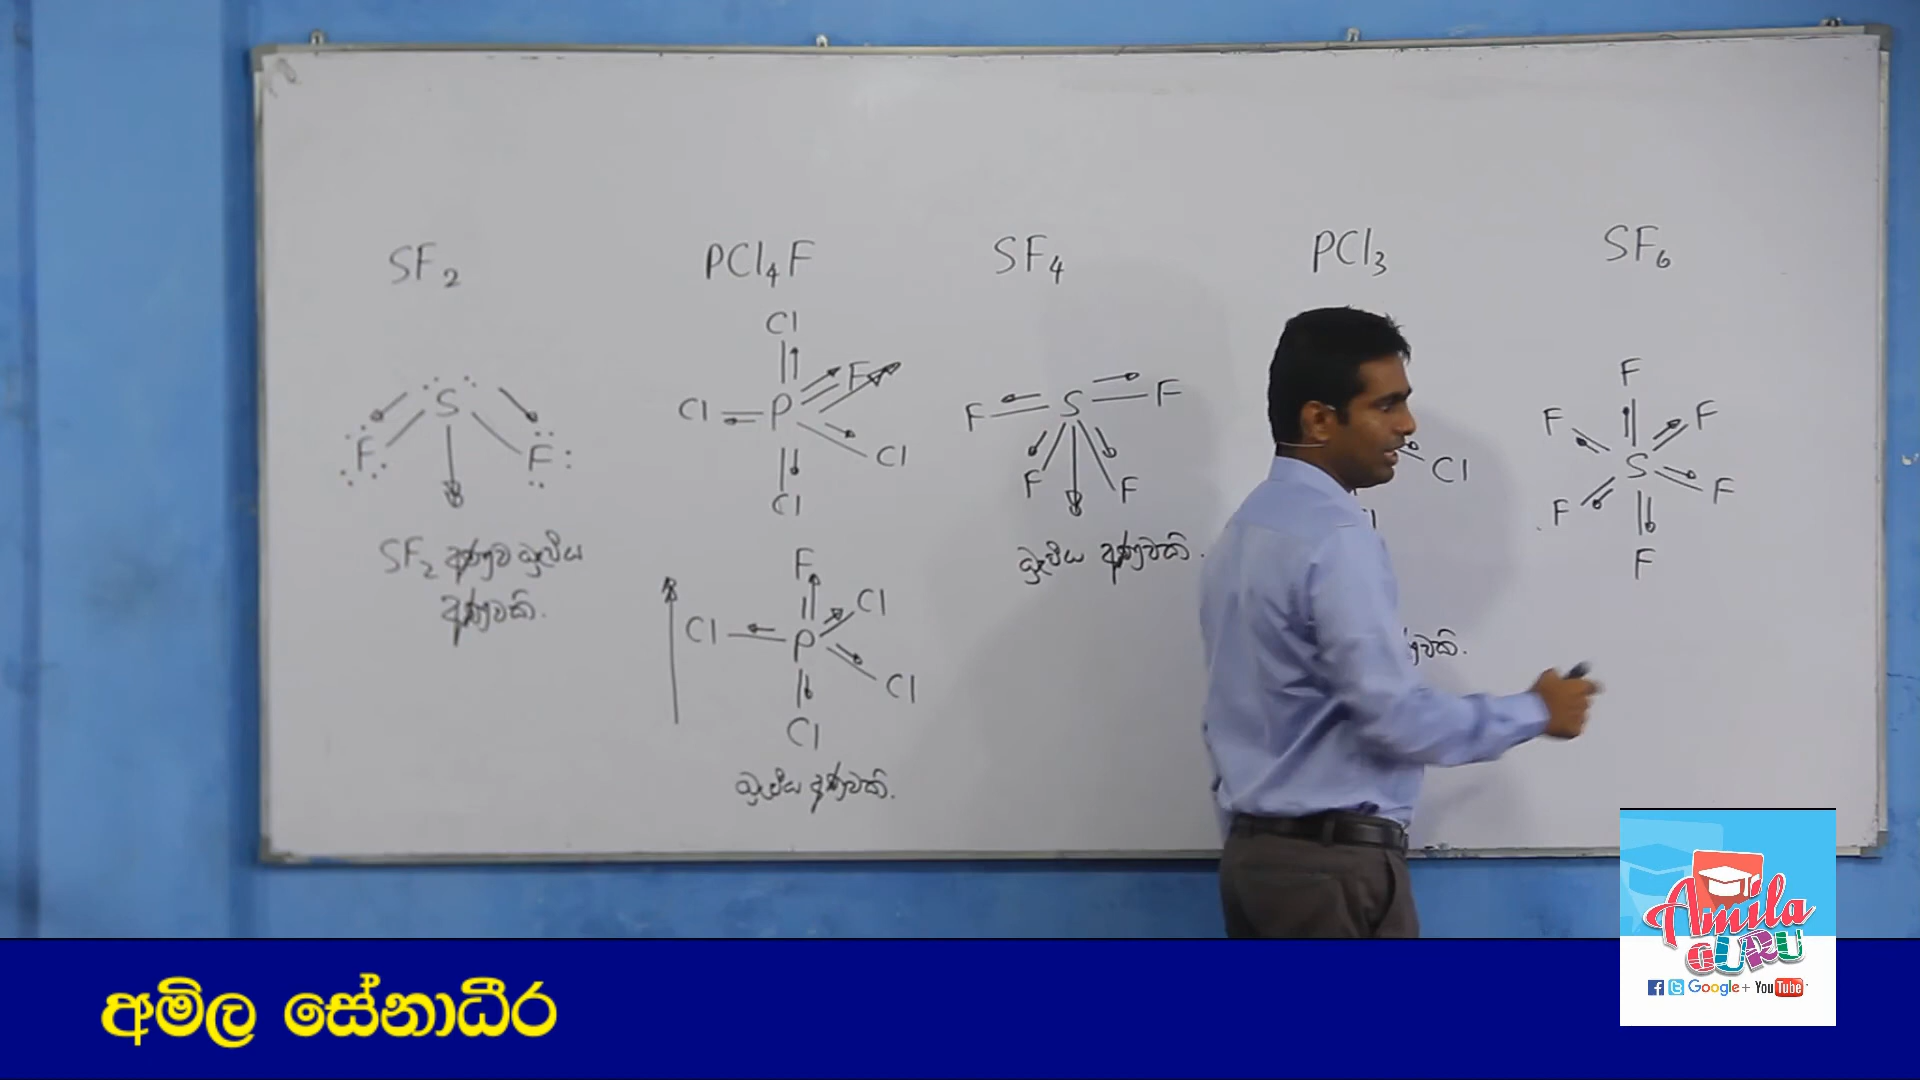 SF₂
PCl₄F
SF₄
PCl₃
SF₆
S
F
F
SF₂ අණුව ධ්‍රැවීය
අණුවකි.
Cl
P
F
Cl
Cl
Cl
F
P
Cl
Cl
Cl
Cl
ධ්‍රැවීය අණුවකි.
F
S
F
F
F
ධ්‍රැවීය අණුවකි.
Cl
F
F
F
S
F
F
F
අමිල සේනාධීර
Amila
GURU
Google+ YouTube